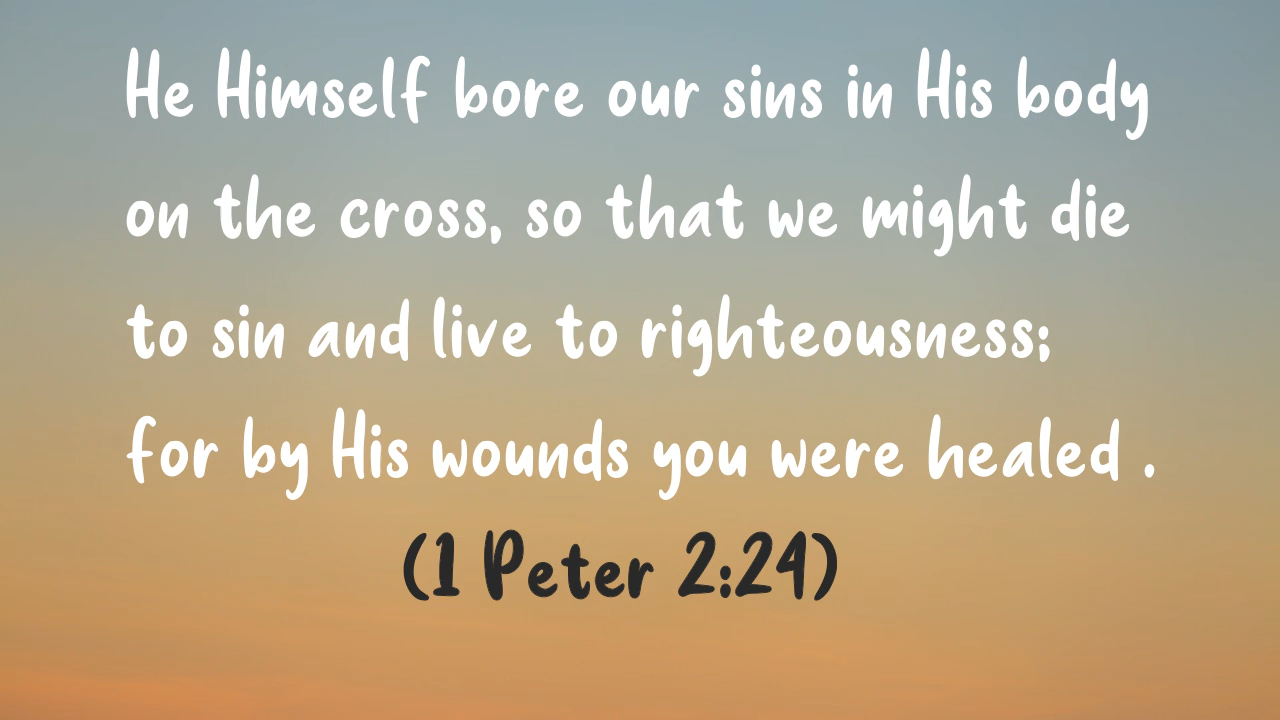 He Himself bore our sins in His body
on the cross, so that we might die
to sin and live to righteousness;
for by His wounds you were healed .
(1 Peter 2:24)